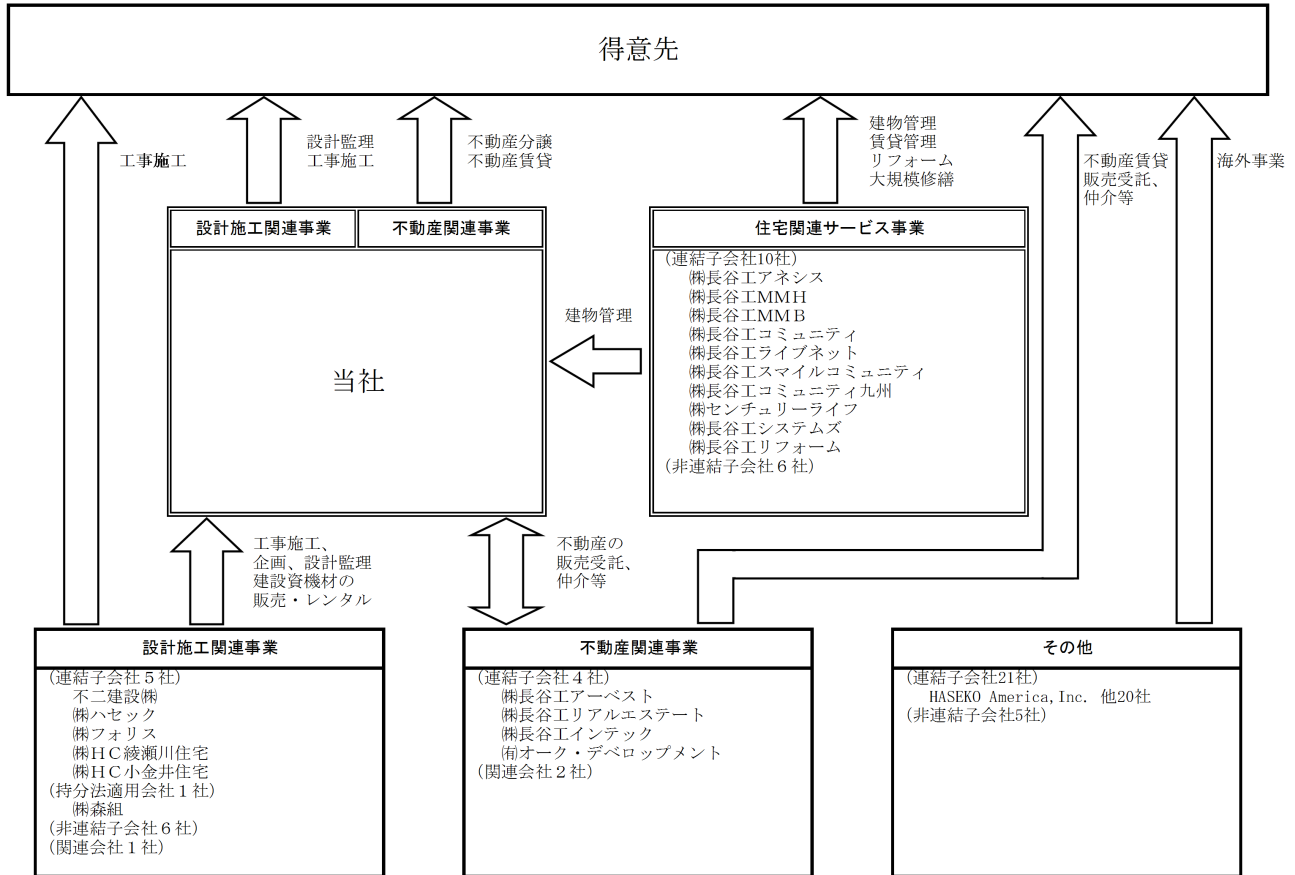 得意先
工事施工
設計監理
工事施工
不動産分譲
不動産賃貸
建物管理
賃貸管理
リフォーム
大規模修繕
不動産賃貸
販売受託、
仲介等
海外事業
設計施工関連事業
不動産関連事業
当社
建物管理
住宅関連サービス事業
(連結子会社10社)
㈱長谷工アネシス
㈱長谷工ＭＭＨ
㈱長谷工ＭＭＢ
㈱長谷工コミュニティ
㈱長谷工ライブネット
㈱長谷工スマイルコミュニティ
㈱長谷工コミュニティ九州
㈱センチュリーライフ
㈱長谷工システムズ
㈱長谷工リフォーム
(非連結子会社６社)
工事施工、
企画、設計監理
建設資機材の
販売・レンタル
不動産の
販売受託、
仲介等
設計施工関連事業
(連結子会社５社)
不二建設㈱
㈱ハセック
㈱フォリス
㈱ＨＣ綾瀬川住宅
㈱ＨＣ小金井住宅
(持分法適用会社１社)
㈱森組
(非連結子会社６社)
(関連会社１社)
不動産関連事業
(連結子会社４社)
㈱長谷工アーベスト
㈱長谷工リアルエステート
㈱長谷工インテック
㈲オーク・デベロップメント
(関連会社２社)
その他
(連結子会社21社)
HASEKO America,Inc. 他20社
(非連結子会社5社)